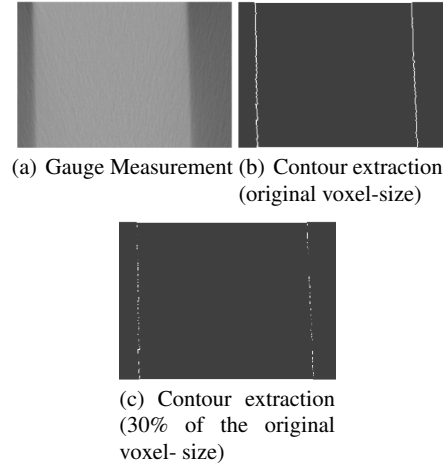 (a) Gauge Measurement
(b) Contour extraction
(original voxel-size)
(c) Contour extraction
(30% of the original
voxel- size)